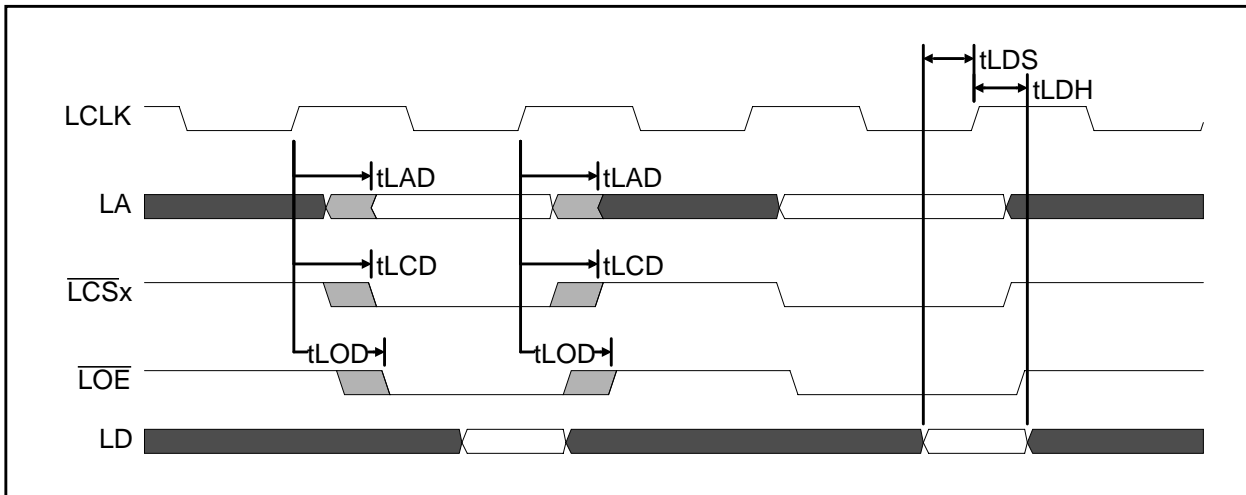 tLDS
tLDH
LCLK
tLAD tLAD
LA
tLCD tLCD
LCSx
tLOD tLOD
LOE
LD